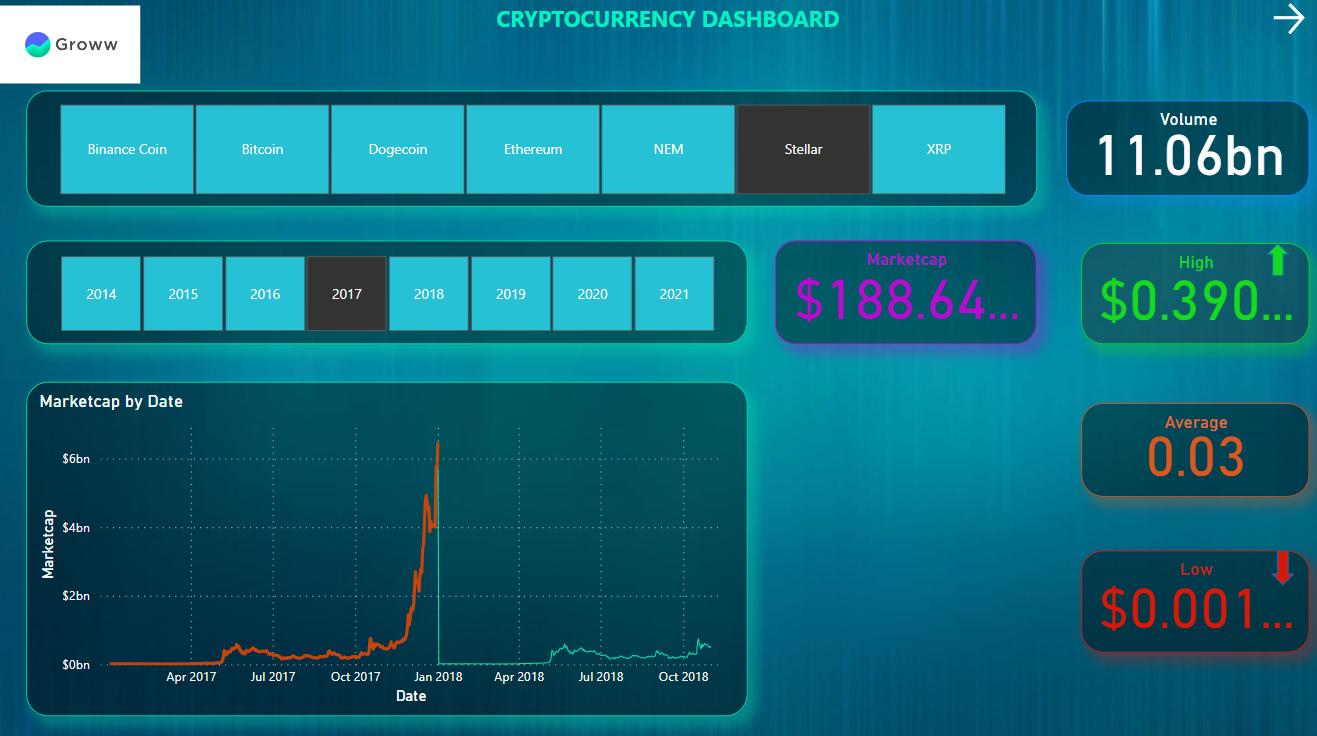 CRYPTOCURRENCY DASHBOARD
Groww
Binance Coin
Bitcoin
Dogecoin
Ethereum
NEM
Stellar
XRP
Volume
11.06bn
2014
2015
2016
2017
2018
2019
2020
2021
Marketcap
$188.64...
High
$0.390...
Marketcap by Date
Marketcap
$6bn
$4bn
$2bn
$0bn
Apr 2017
Jul 2017
Oct 2017
Jan 2018
Apr 2018
Jul 2018
Oct 2018
Date
Average
0.03
Low
$0.001...